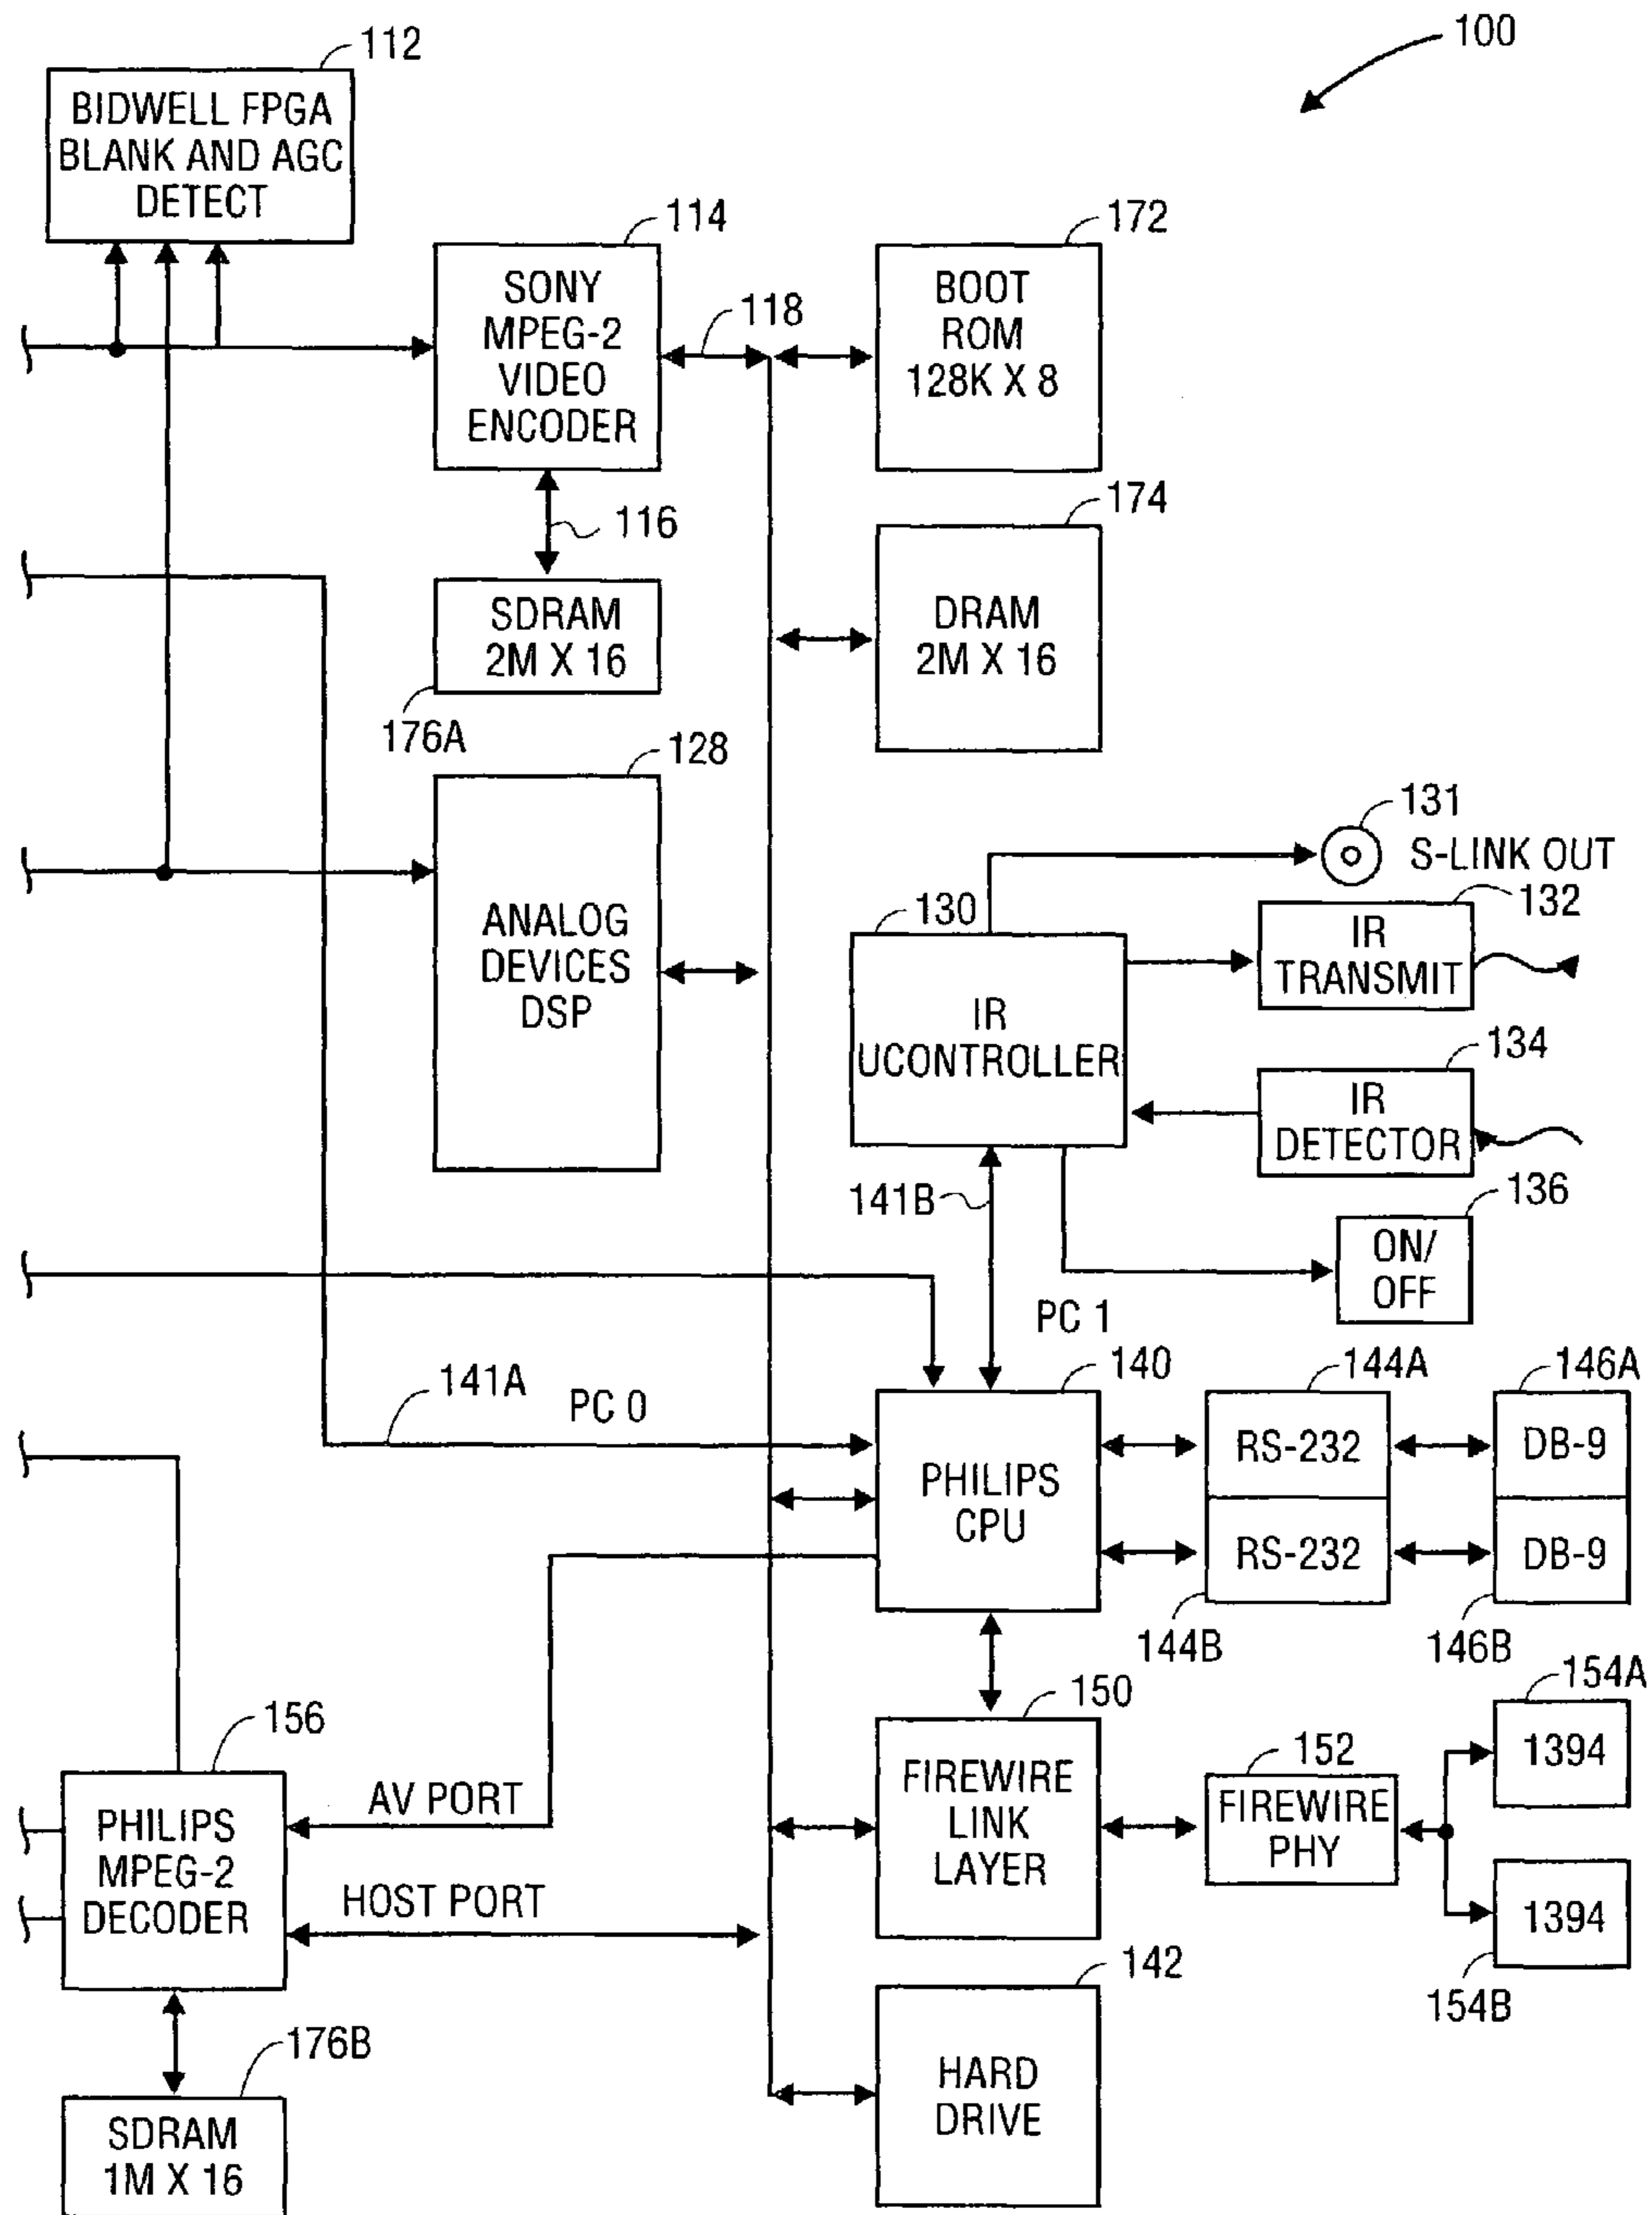 100
112
BIDWELL FPGA
BLANK AND AGC
DETECT
114
SONY
MPEG-2
VIDEO
ENCODER
118
172
BOOT
ROM
128K X 8
116
174
SDRAM
2M X 16
176A
DRAM
2M X 16
128
ANALOG
DEVICES
DSP
131
S-LINK OUT
130
132
IR
TRANSMIT
IR
UCONTROLLER
134
IR
DETECTOR
141B
136
ON/
OFF
PC 1
141A
PC 0
140
144A
146A
PHILIPS
CPU
RS-232
DB-9
RS-232
DB-9
144B
146B
150
154A
156
152
1394
AV PORT
FIREWIRE
LINK
LAYER
FIREWIRE
PHY
PHILIPS
MPEG-2
DECODER
HOST PORT
1394
142
154B
176B
HARD
DRIVE
SDRAM
1M X 16